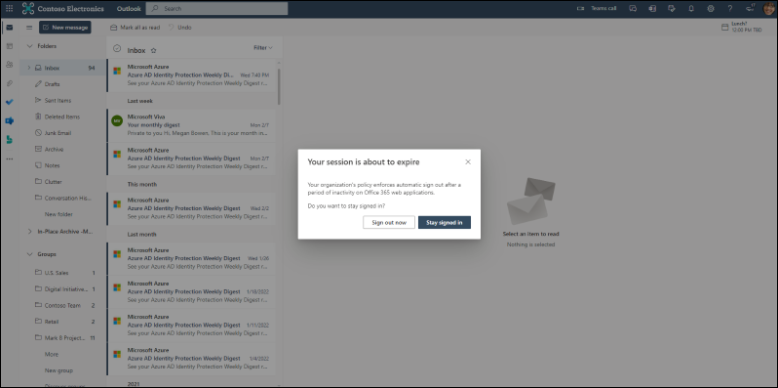 Contoso Electronics
Outlook
Search
Teams call
New message
Mark all as read
Undo
Lunch?
12:00 PM TBD
Folders
Inbox 94
Drafts
Sent Items
Deleted Items
Junk Email
Archive
Notes
Clutter
Conversation His...
New folder
In-Place Archive -M...
Groups
U.S. Sales 1
Digital Initiative... 1
Contoso Team 2
Retail 2
Mark 8 Project... 11
More
New group
Inbox
Filter
Microsoft Azure
Azure AD Identity Protection Weekly Di... Wed 1:40 PM
See your Azure AD Identity Protection Weekly Digest r...
Last week
Microsoft Viva
Your monthly digest Mon 2/7
Private to you Hi, Megan Bowen, This is your month in...
Microsoft Azure
Azure AD Identity Protection Weekly Digest Mon 2/7
See your Azure AD Identity Protection Weekly Digest r...
This month
Microsoft Azure
Azure AD Identity Protection Weekly Digest Wed 2/2
See your Azure AD Identity Protection Weekly Digest r...
Last month
Microsoft Azure
Azure AD Identity Protection Weekly Digest Wed 1/26
See your Azure AD Identity Protection Weekly Digest r...
Microsoft Azure
Azure AD Identity Protection Weekly Digest 1/18/2022
See your Azure AD Identity Protection Weekly Digest r...
Microsoft Azure
Azure AD Identity Protection Weekly Digest 1/11/2022
See your Azure AD Identity Protection Weekly Digest r...
Microsoft Azure
Azure AD Identity Protection Weekly Digest 1/4/2022
See your Azure AD Identity Protection Weekly Digest r...
2021
Your session is about to expire
Your organization's policy enforces automatic sign out after a
period of inactivity on Office 365 web applications.
Do you want to stay signed in?
Sign out now
Stay signed in
Select an item to read
Nothing is selected